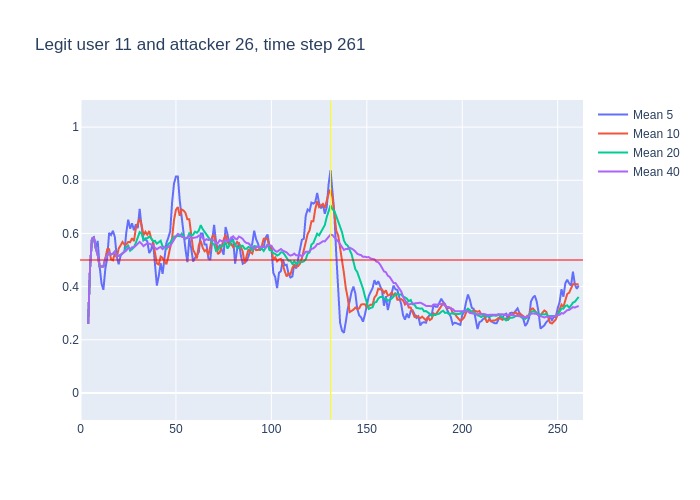 Legit user 11 and attacker 26, time step 261
Mean 5
Mean 10
Mean 20
Mean 40
1
0.8
0.6
0.4
0.2
0
0 50 100 150 200 250